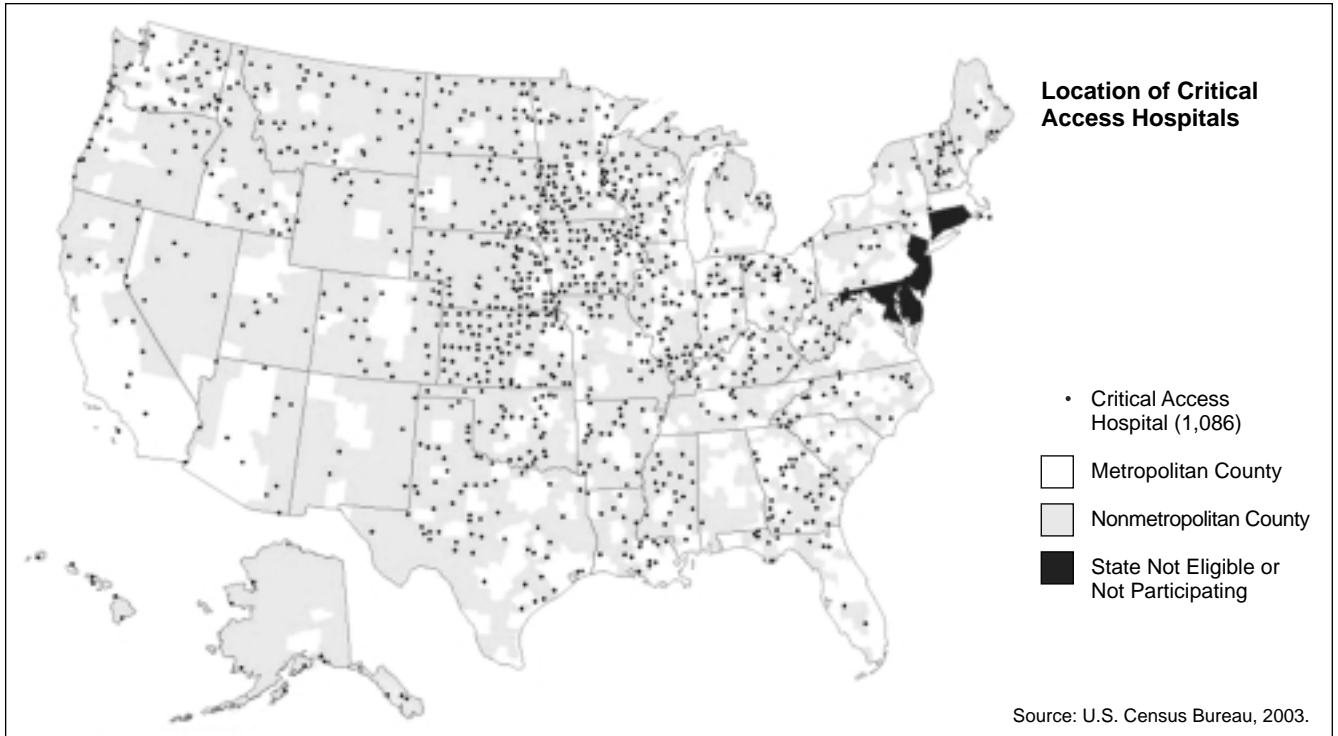 Location of Critical
Access Hospitals
• Critical Access
Hospital (1,086)
Metropolitan County
Nonmetropolitan County
State Not Eligible or
Not Participating
Source: U.S. Census Bureau, 2003.